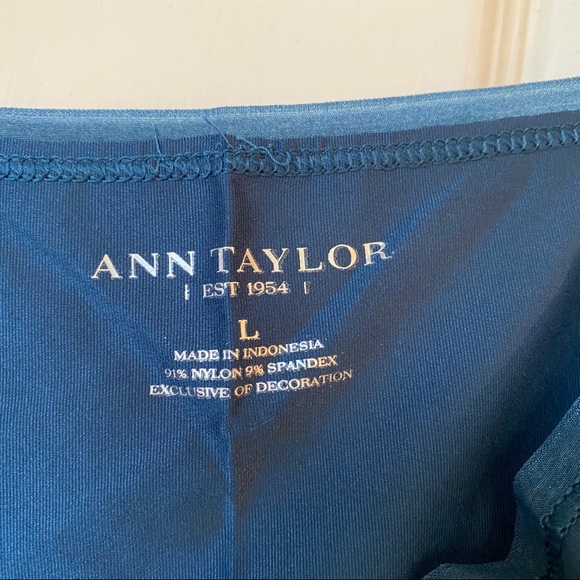 ANN TAYLOR
| EST 1954 |
L
MADE IN INDONESIA
91% NYLON 9% SPANDEX
EXCLUSIVE OF DECORATION